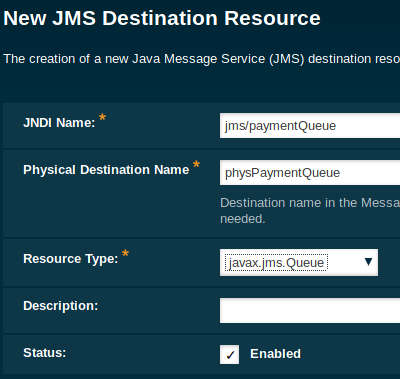 New JMS Destination Resource
The creation of a new Java Message Service (JMS) destination reso
JNDI Name: *
jms/paymentQueue
Physical Destination Name *
physPaymentQueue
Destination name in the Messa
needed.
Resource Type: *
javax.jms.Queue
Description:
Status:
Enabled